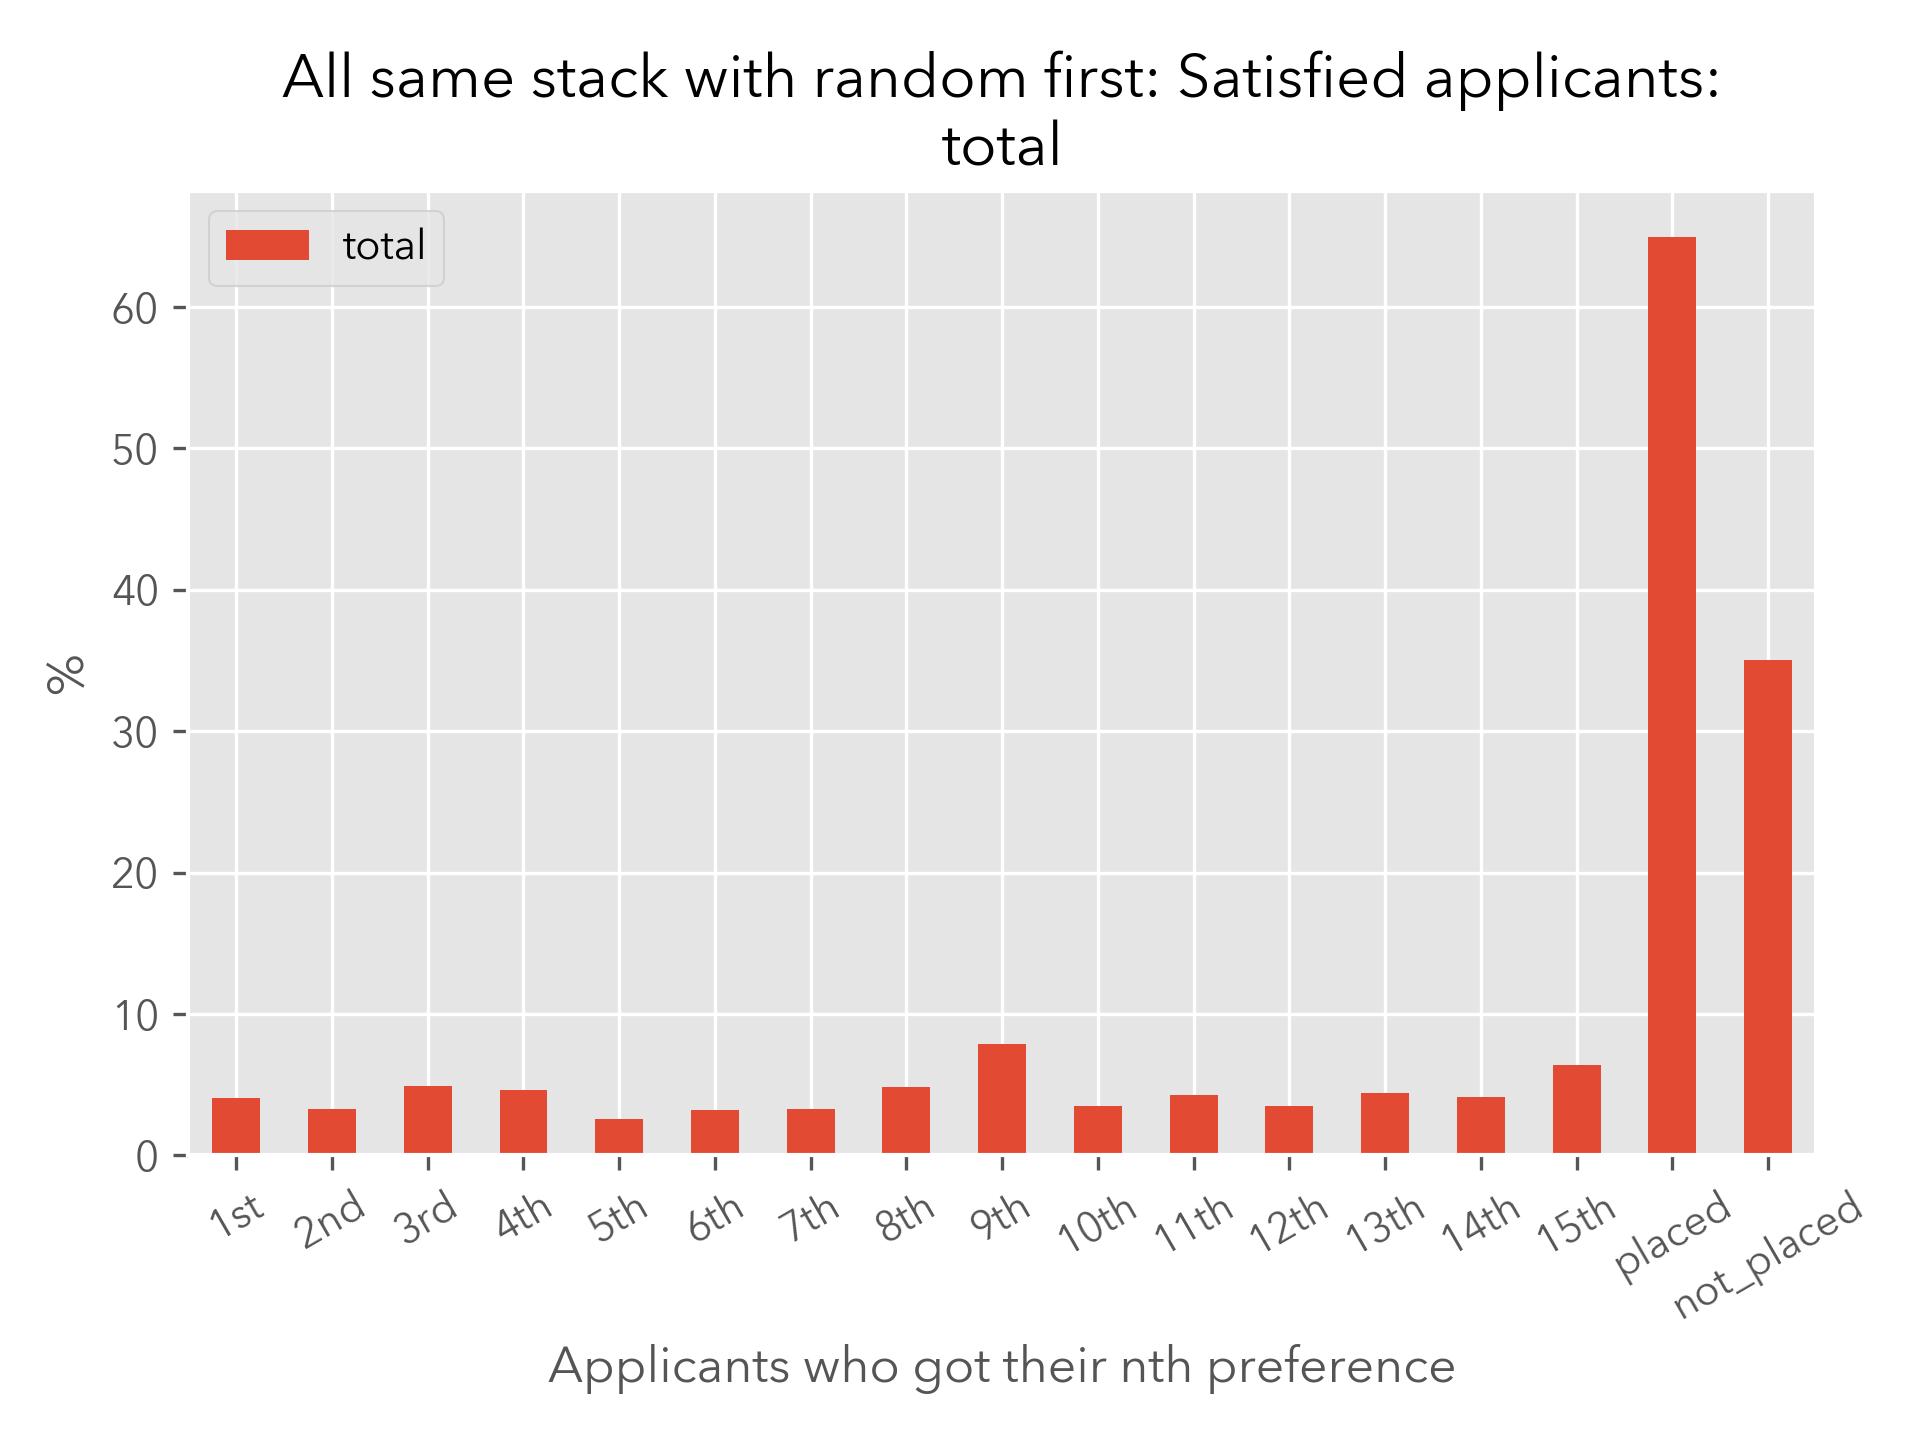 All same stack with random first: Satisfied applicants:
total
total
60
50
40
30
20
10
0
%
1st
2nd
3rd
4th
5th
6th
7th
8th
9th
10th
11th
12th
13th
14th
15th
placed
not_placed
Applicants who got their nth preference